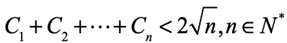 C₁ + C₂ + ⋯ + Cₙ < 2√n, n ∈ N*